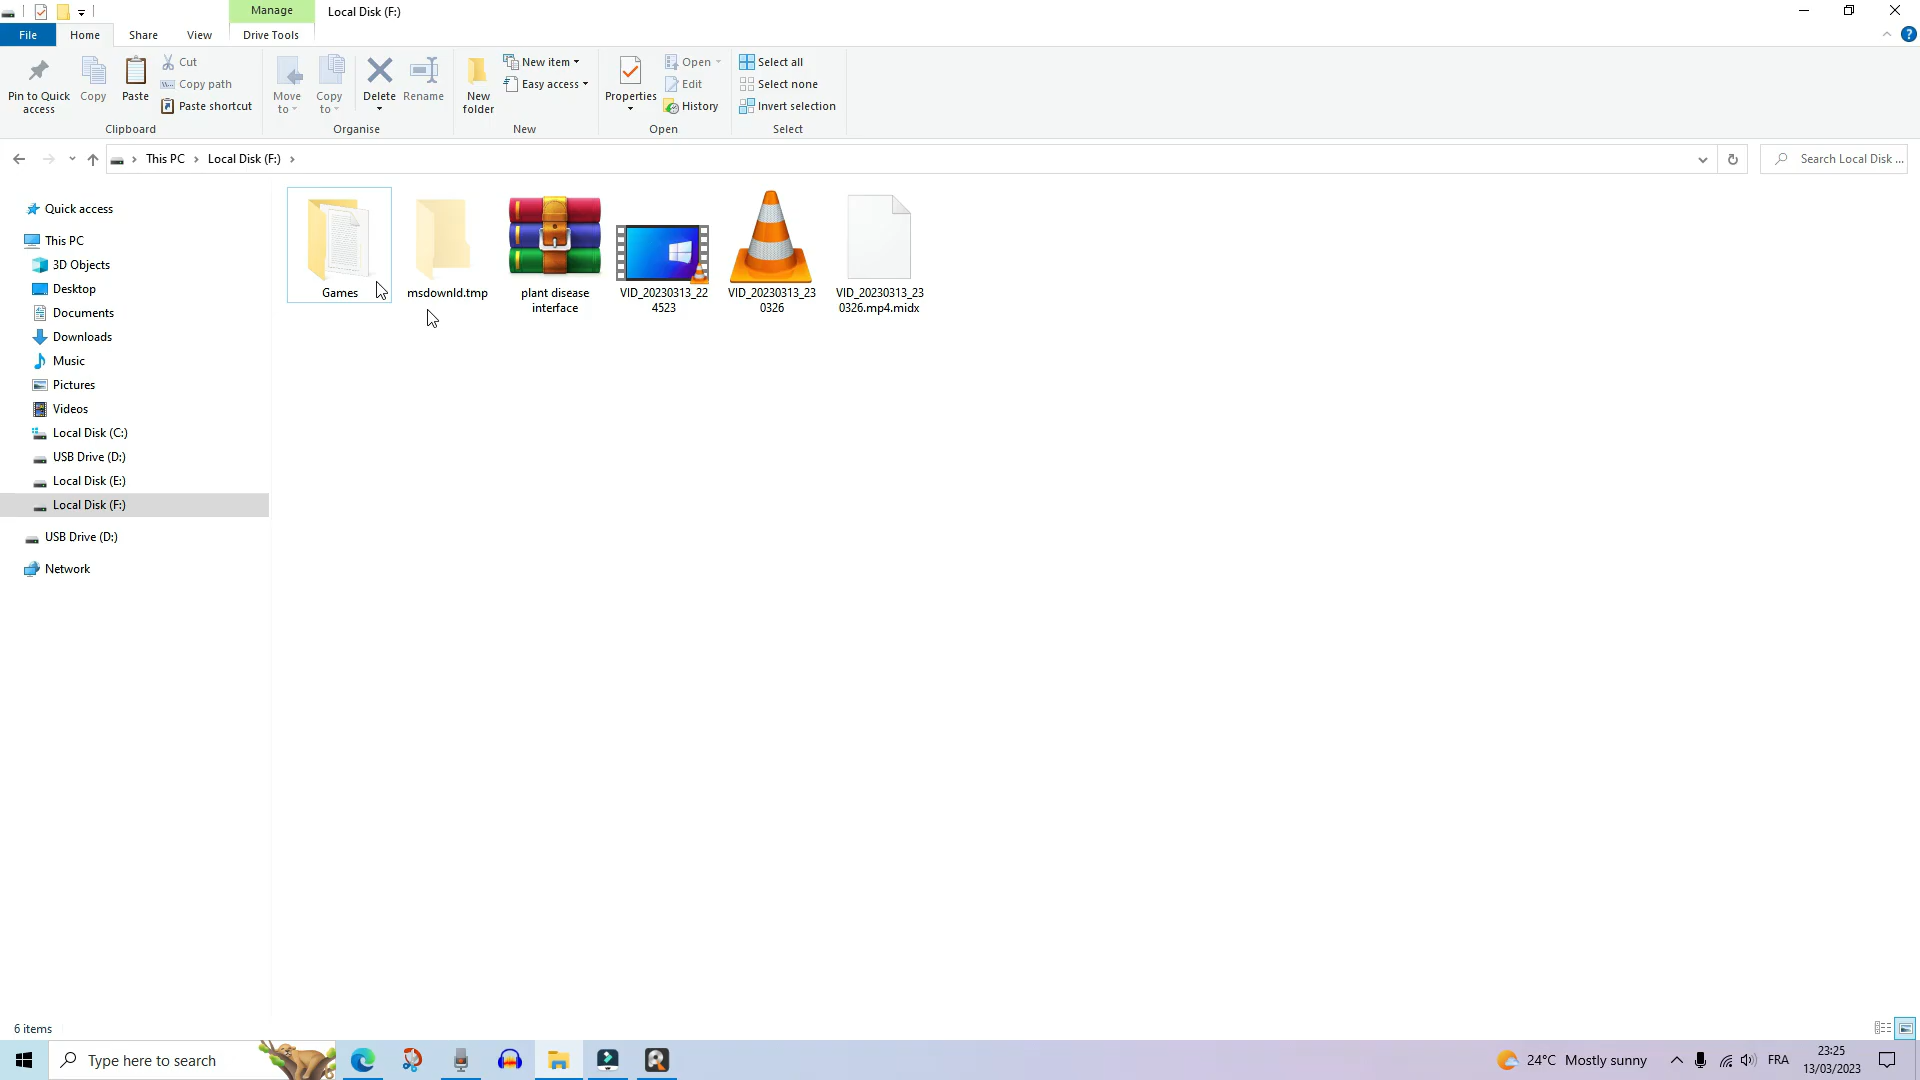 Manage
Local Disk (F:)
File
Home
Share
View
Drive Tools
Pin to Quick
access
Copy
Paste
Cut
Copy path
Paste shortcut
Clipboard
Move
to
Copy
to
Delete
Rename
Organise
New
folder
New item
Easy access
New
Properties
Open
Edit
History
Open
Select all
Select none
Invert selection
Select
This PC
Local Disk (F:)
Search Local Disk ...
Quick access
This PC
3D Objects
Desktop
Documents
Downloads
Music
Pictures
Videos
Local Disk (C:)
USB Drive (D:)
Local Disk (E:)
Local Disk (F:)
USB Drive (D:)
Network
Games
msdownld.tmp
plant disease
interface
VID_20230313_22
4523
VID_20230313_23
0326
VID_20230313_23
0326.mp4.midx
6 items
Type here to search
24°C Mostly sunny
FRA
23:25
13/03/2023